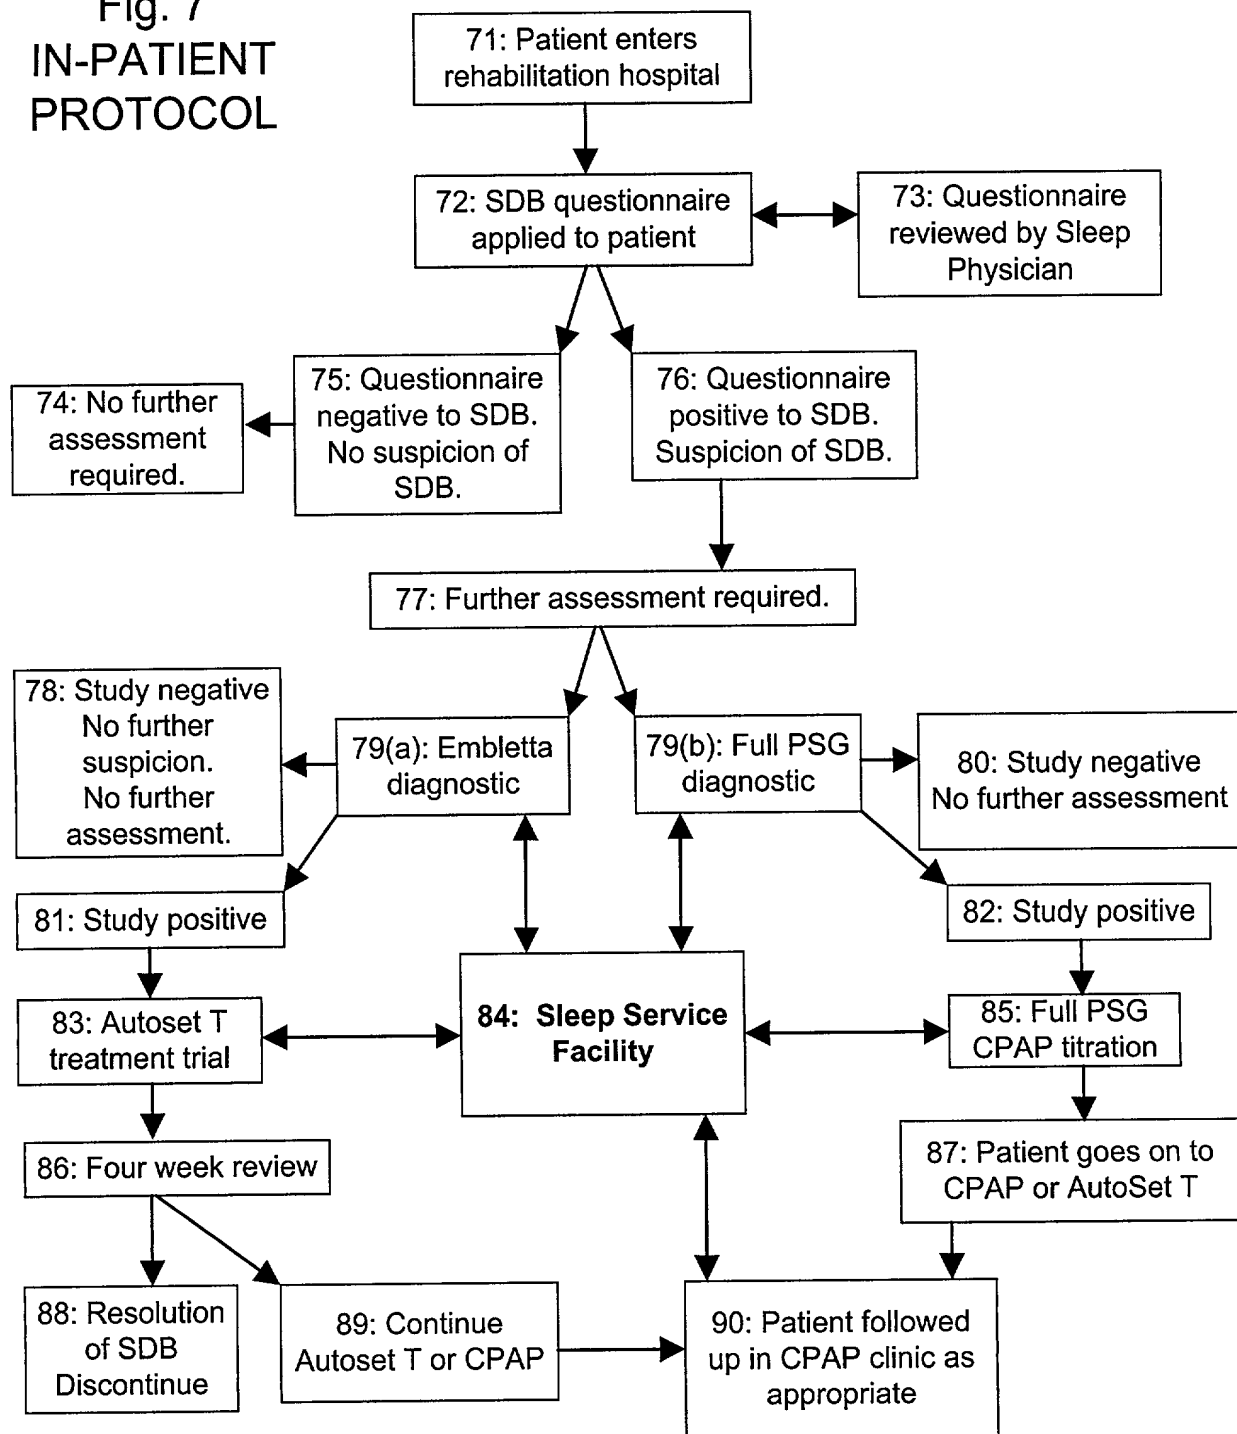 Fig. 7
IN-PATIENT
PROTOCOL
71: Patient enters
rehabilitation hospital
72: SDB questionnaire
applied to patient
73: Questionnaire
reviewed by Sleep
Physician
74: No further
assessment
required.
75: Questionnaire
negative to SDB.
No suspicion of
SDB.
76: Questionnaire
positive to SDB.
Suspicion of SDB.
77: Further assessment required.
78: Study negative
No further
suspicion.
No further
assessment.
79(a): Embletta
diagnostic
79(b): Full PSG
diagnostic
80: Study negative
No further assessment
81: Study positive
82: Study positive
83: Autoset T
treatment trial
84: Sleep Service
Facility
85: Full PSG
CPAP titration
86: Four week review
87: Patient goes on to
CPAP or AutoSet T
88: Resolution
of SDB
Discontinue
89: Continue
Autoset T or CPAP
90: Patient followed
up in CPAP clinic as
appropriate